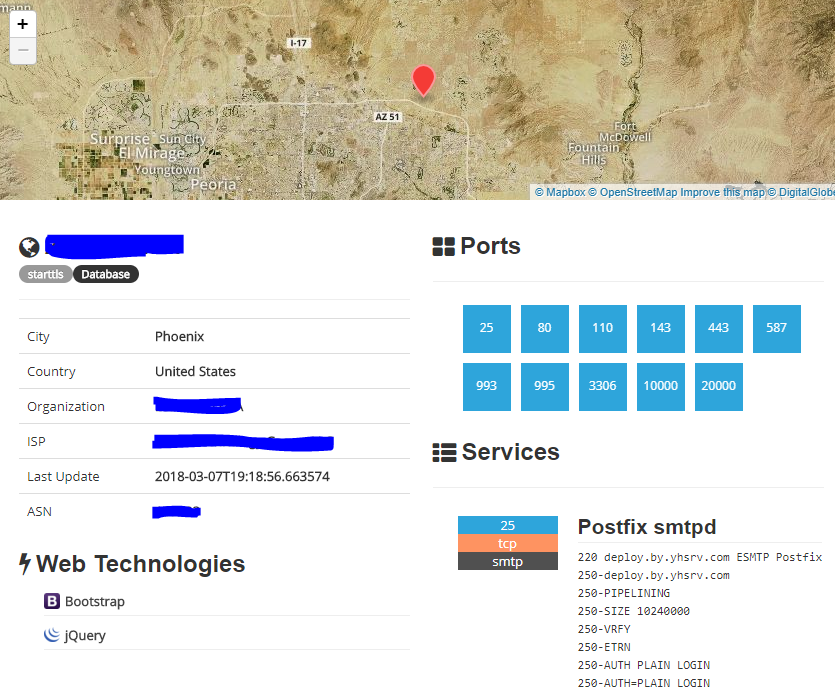 mann
+
−
I-17
AZ 51
Surprise
Sun City
El Mirage
Youngtown
Peoria
Fort
McDowell
Fountain
Hills
© Mapbox © OpenStreetMap Improve this map © DigitalGlobe
starttls Database
City Phoenix
Country United States
Organization
ISP
Last Update 2018-03-07T19:18:56.663574
ASN
Web Technologies
B Bootstrap
jQuery
Ports
25 80 110 143 443 587
993 995 3306 10000 20000
Services
25
tcp
smtp
Postfix smtpd
220 deploy.by.yhsrv.com ESMTP Postfix
250-deploy.by.yhsrv.com
250-PIPELINING
250-SIZE 10240000
250-VRFY
250-ETRN
250-AUTH PLAIN LOGIN
250-AUTH=PLAIN LOGIN